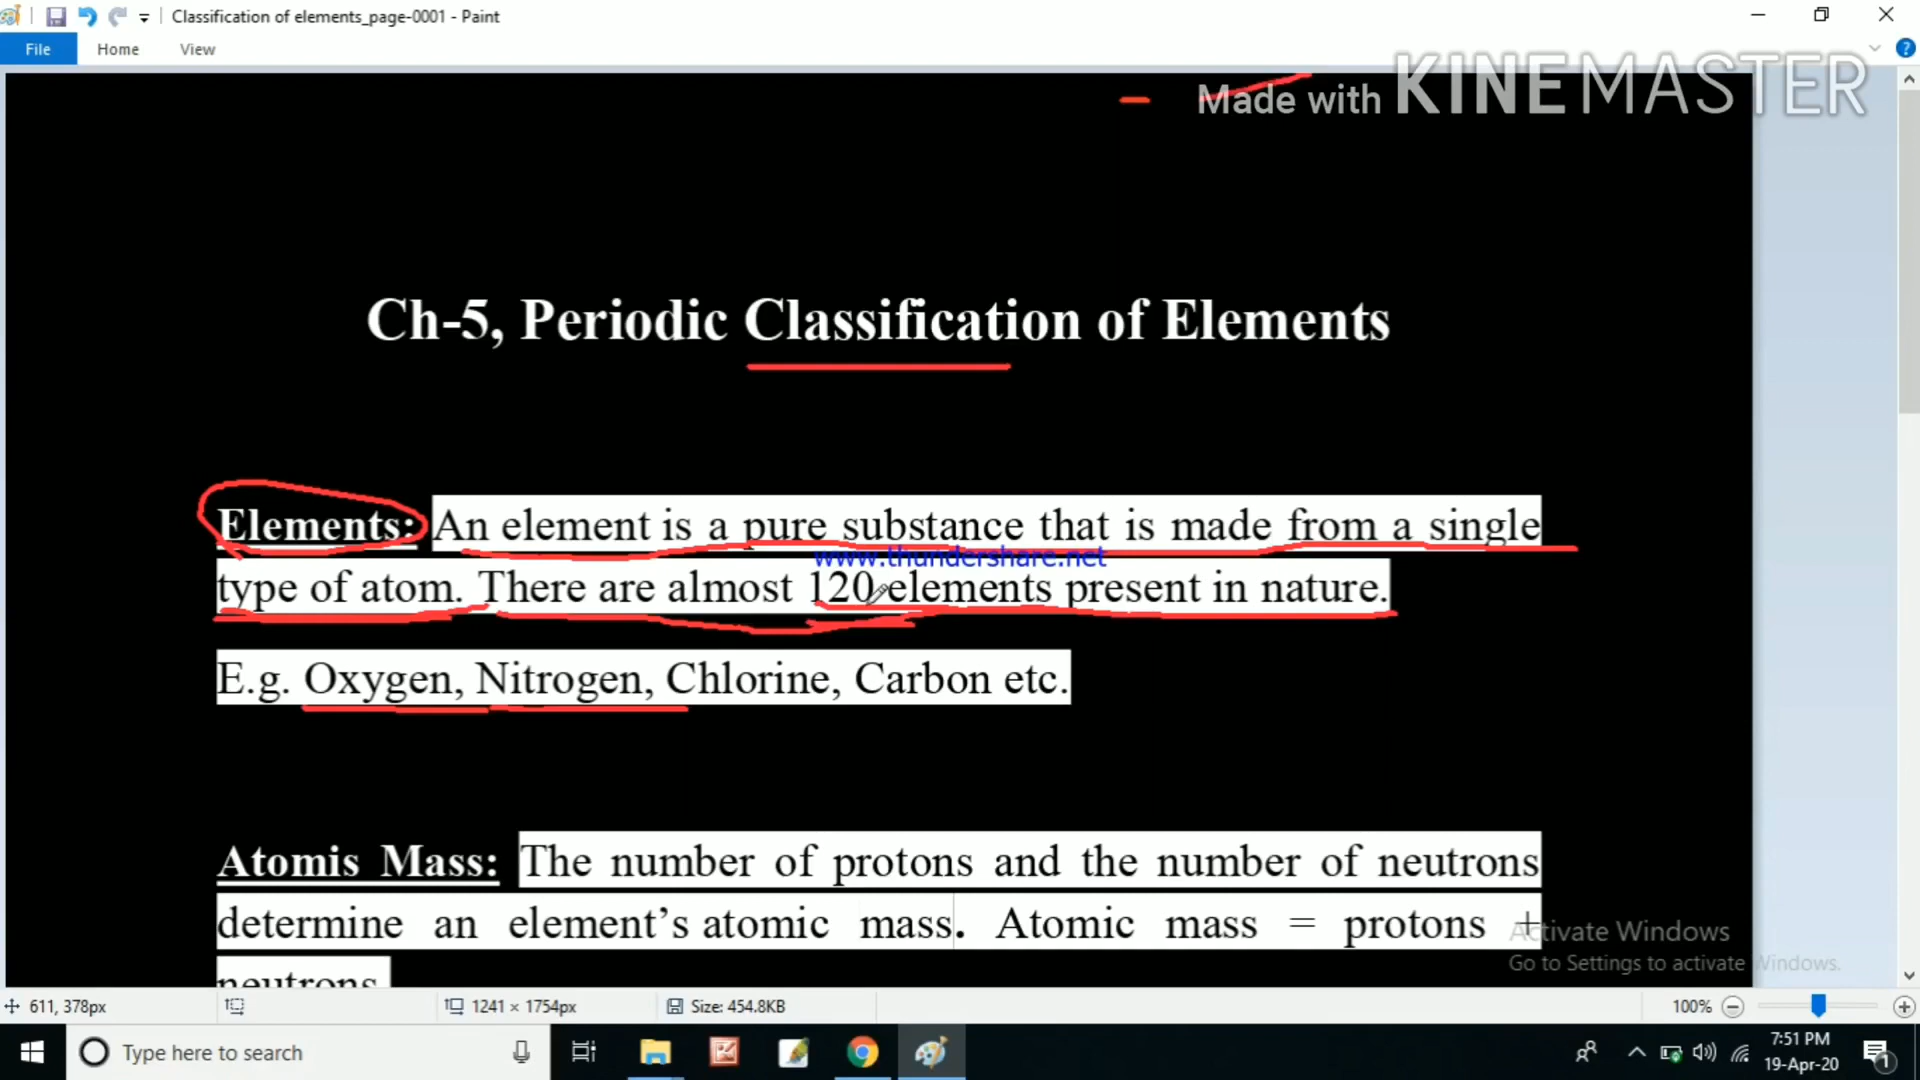 Classification of elements_page-0001 - Paint
File Home View
Made with KINEMASTER
Ch-5, Periodic Classification of Elements
Elements: An element is a pure substance that is made from a single
www.thundershare.net
type of atom. There are almost 120 elements present in nature.
E.g. Oxygen, Nitrogen, Chlorine, Carbon etc.
Atomis Mass: The number of protons and the number of neutrons
determine an element’s atomic mass. Atomic mass = protons +
neutrons.
Activate Windows
Go to Settings to activate Windows.
611, 378px 1241 × 1754px Size: 454.8KB 100%
Type here to search
7:51 PM
19-Apr-20
1